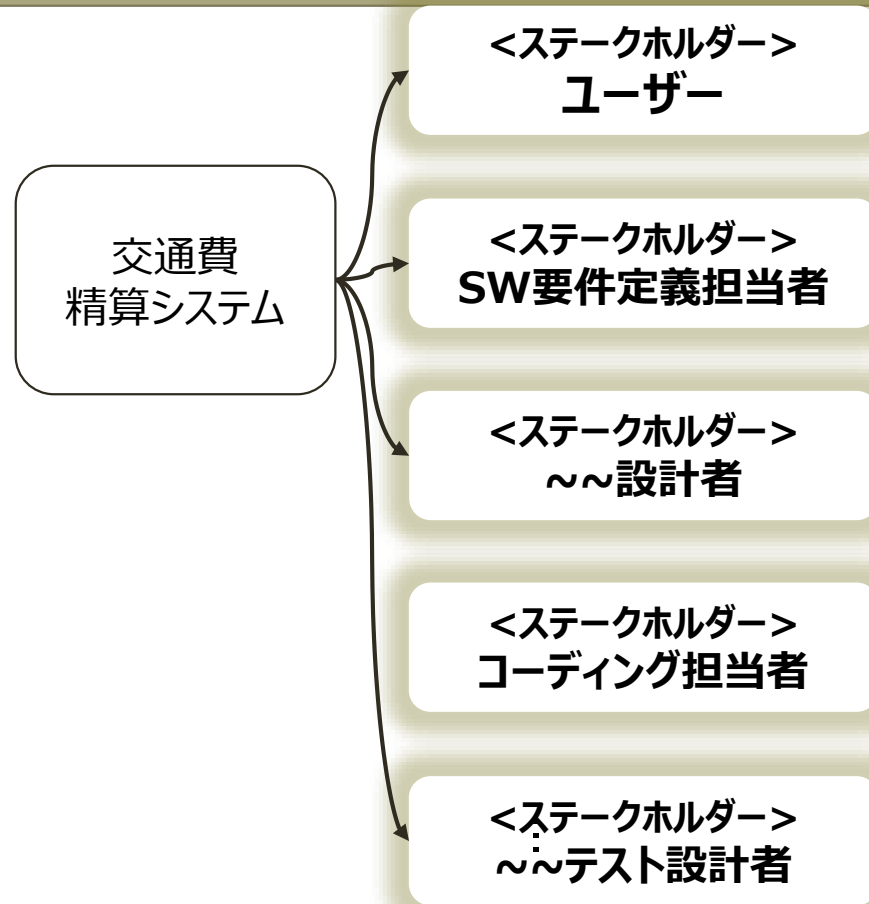 <ステークホルダー>
ユーザー
交通費
精算システム
<ステークホルダー>
SW要件定義担当者
<ステークホルダー>
~~設計者
<ステークホルダー>
コーディング担当者
<ステークホルダー>
~~テスト設計者